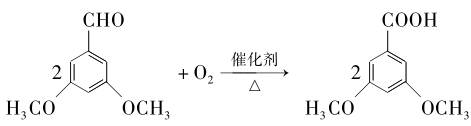 CHO
2
H₃CO
OCH₃
+ O₂
催化剂
△
COOH
2
H₃CO
OCH₃